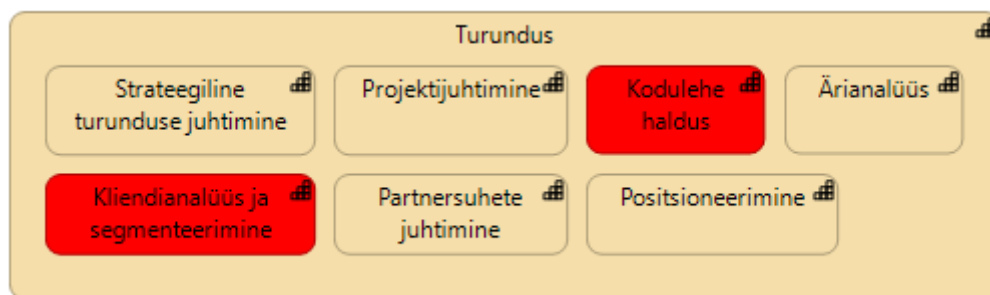 Turundus
Strateegiline
turunduse juhtimine
Projektijuhtimine
Kodulehe
haldus
Ärianalüüs
Kliendianalüüs ja
segmenteerimine
Partnersuhete
juhtimine
Positsioneerimine